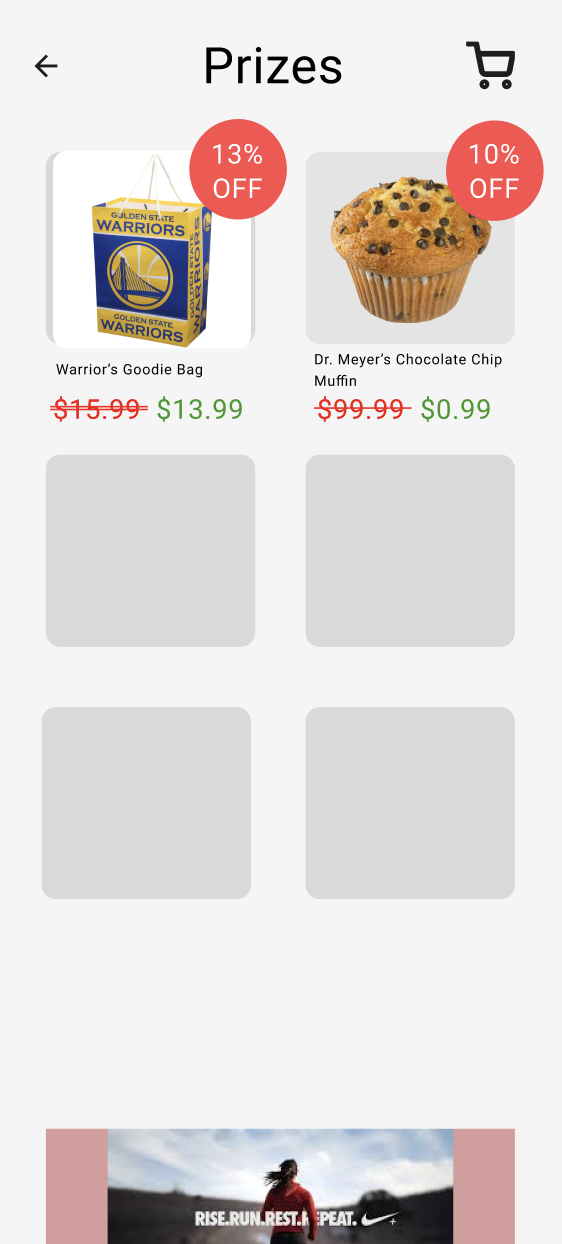 Prizes
13%
OFF
10%
OFF
GOLDEN STATE
WARRIORS
GOLDEN STATE
WARRIORS
GOLDEN STATE
WARRIORS
Warrior's Goodie Bag
Dr. Meyer's Chocolate Chip
Muffin
$15.99 $13.99
$99.99 $0.99
RISE.RUN.REST.REPEAT.